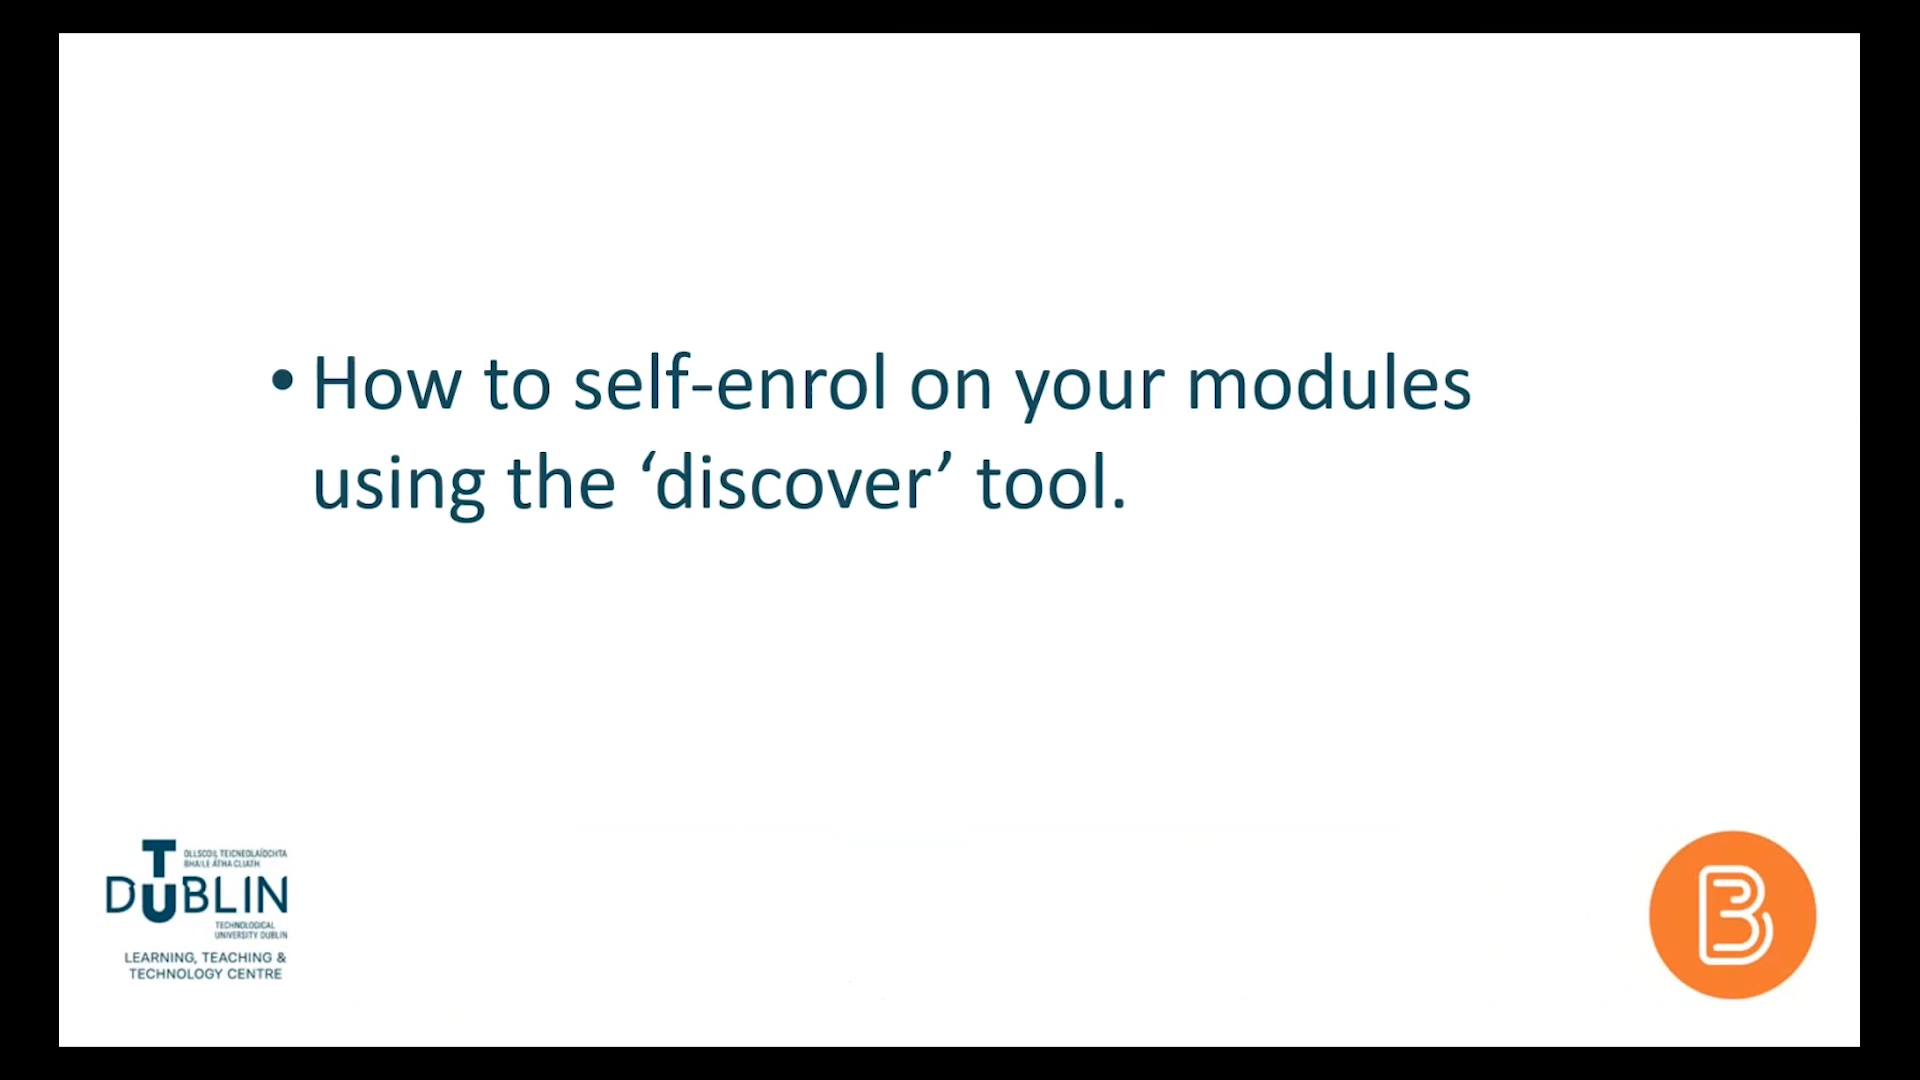 • How to self-enrol on your modules
using the ‘discover’ tool.
OLLSCOIL TEICNEOLAÍOCHTA
BHAILE ÁTHA CLIATH
TU DUBLIN
TECHNOLOGICAL
UNIVERSITY DUBLIN
LEARNING, TEACHING &
TECHNOLOGY CENTRE
B